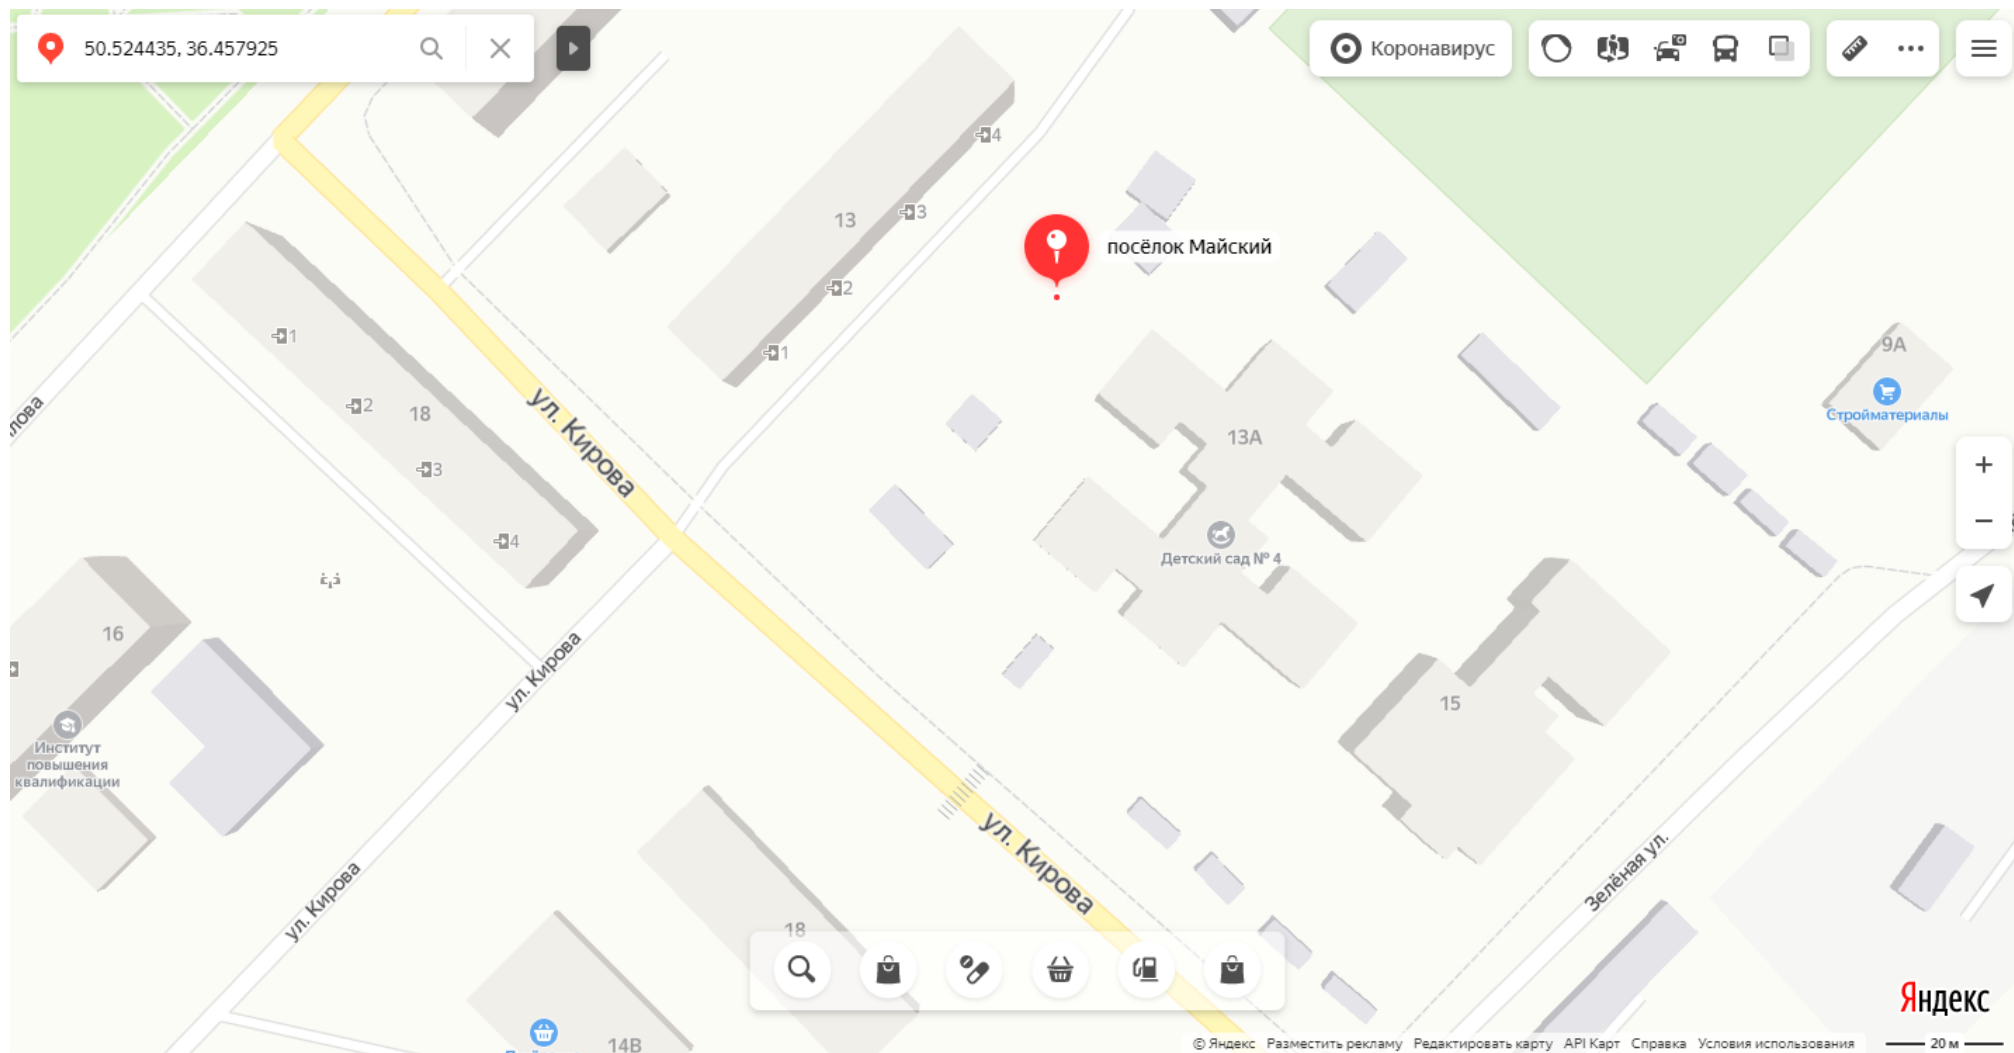 50.524435, 36.457925
Коронавирус
4
13
3
посёлок Майский
2
1
1
9А
Стройматериалы
2
18
ул. Кирова
13А
3
4
Детский сад № 4
16
ул. Кирова
15
Институт
повышения
квалификации
ул. Кирова
Зелёная ул.
ул. Кирова
18
14В
Яндекс
© Яндекс Разместить рекламу Редактировать карту API Карт Справка Условия использования
20 м